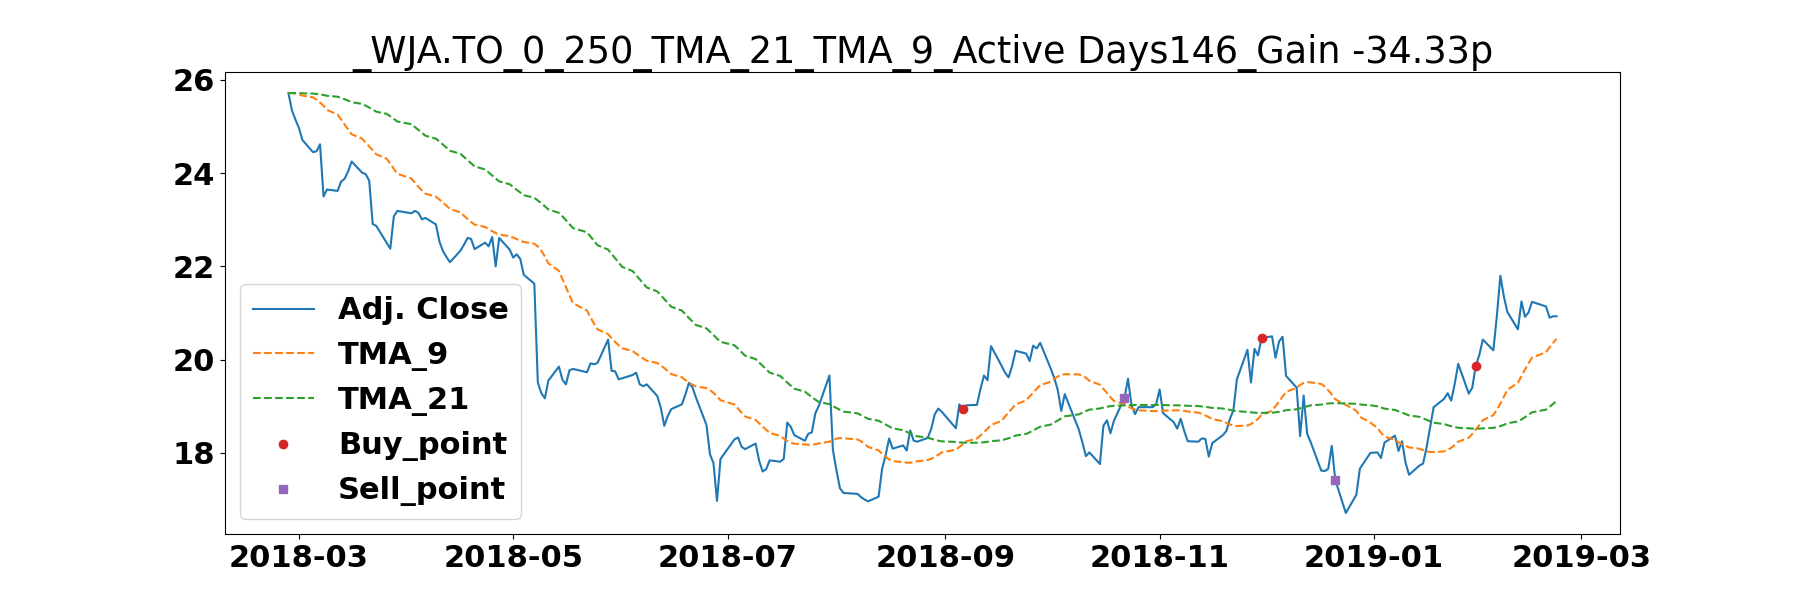 _WJA.TO_0_250_TMA_21_TMA_9_Active Days146_Gain -34.33p
26
24
22
20
18
Adj. Close
TMA_9
TMA_21
Buy_point
Sell_point
2018-03 2018-05 2018-07 2018-09 2018-11 2019-01 2019-03